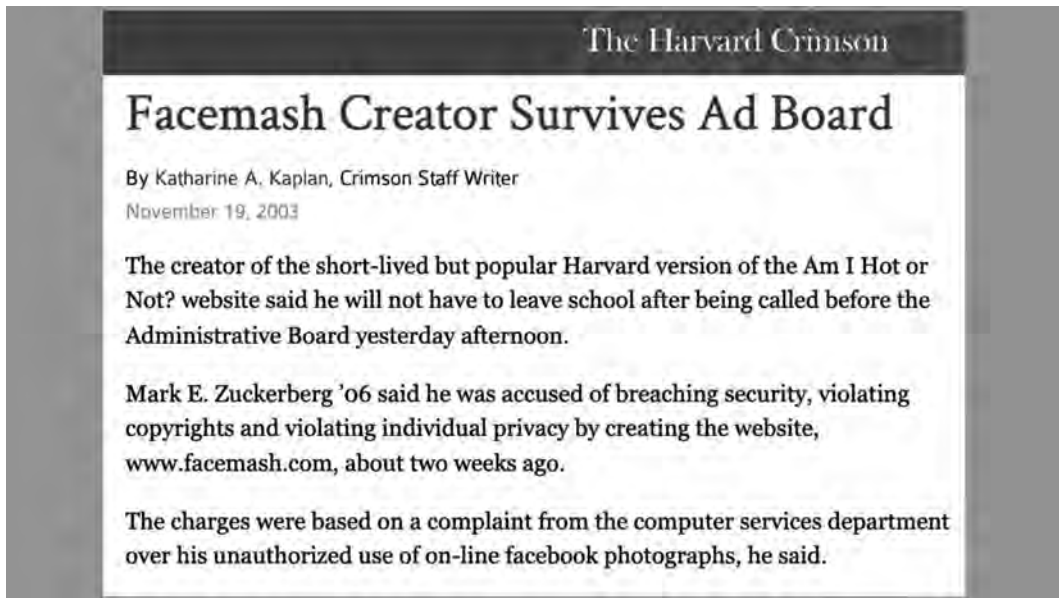 The Harvard Crimson
Facemash Creator Survives Ad Board
By Katharine A. Kaplan, Crimson Staff Writer
November 19, 2003
The creator of the short-lived but popular Harvard version of the Am I Hot or
Not? website said he will not have to leave school after being called before the
Administrative Board yesterday afternoon.
Mark E. Zuckerberg ’06 said he was accused of breaching security, violating
copyrights and violating individual privacy by creating the website,
www.facemash.com, about two weeks ago.
The charges were based on a complaint from the computer services department
over his unauthorized use of on-line facebook photographs, he said.